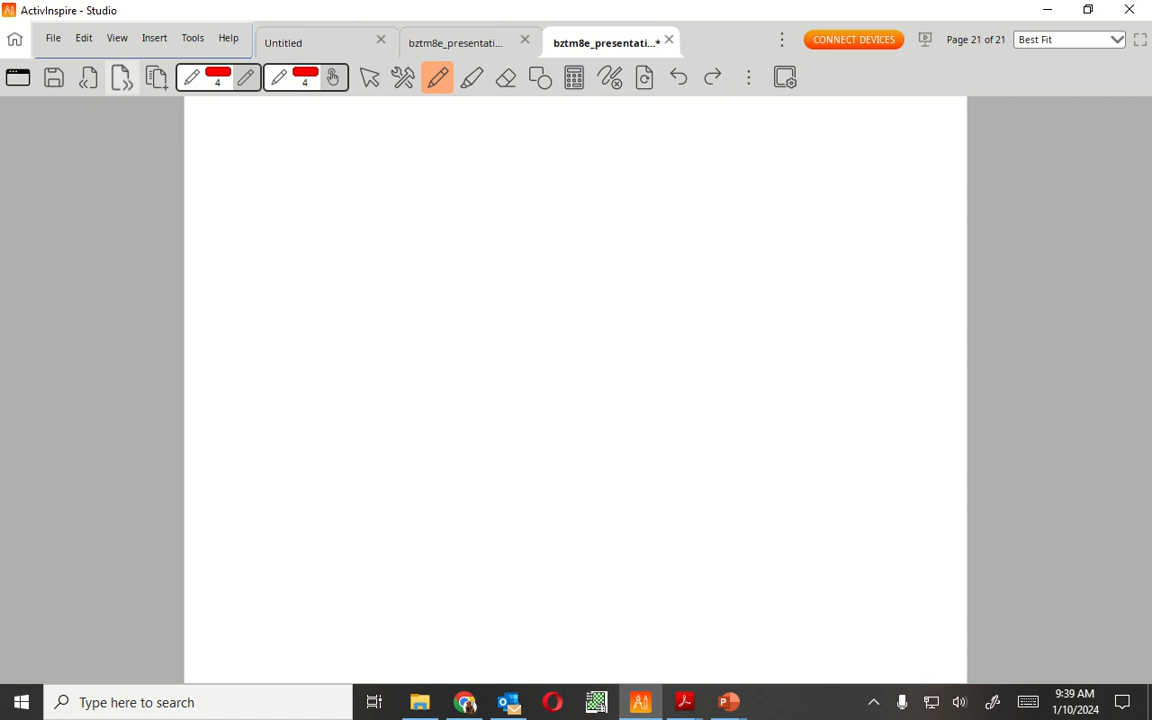 ActivInspire - Studio
File Edit View Insert Tools Help
Untitled
bztm8e_presentati...
bztm8e_presentati...*
CONNECT DEVICES
Page 21 of 21
Best Fit
4
4
Type here to search
9:39 AM
1/10/2024